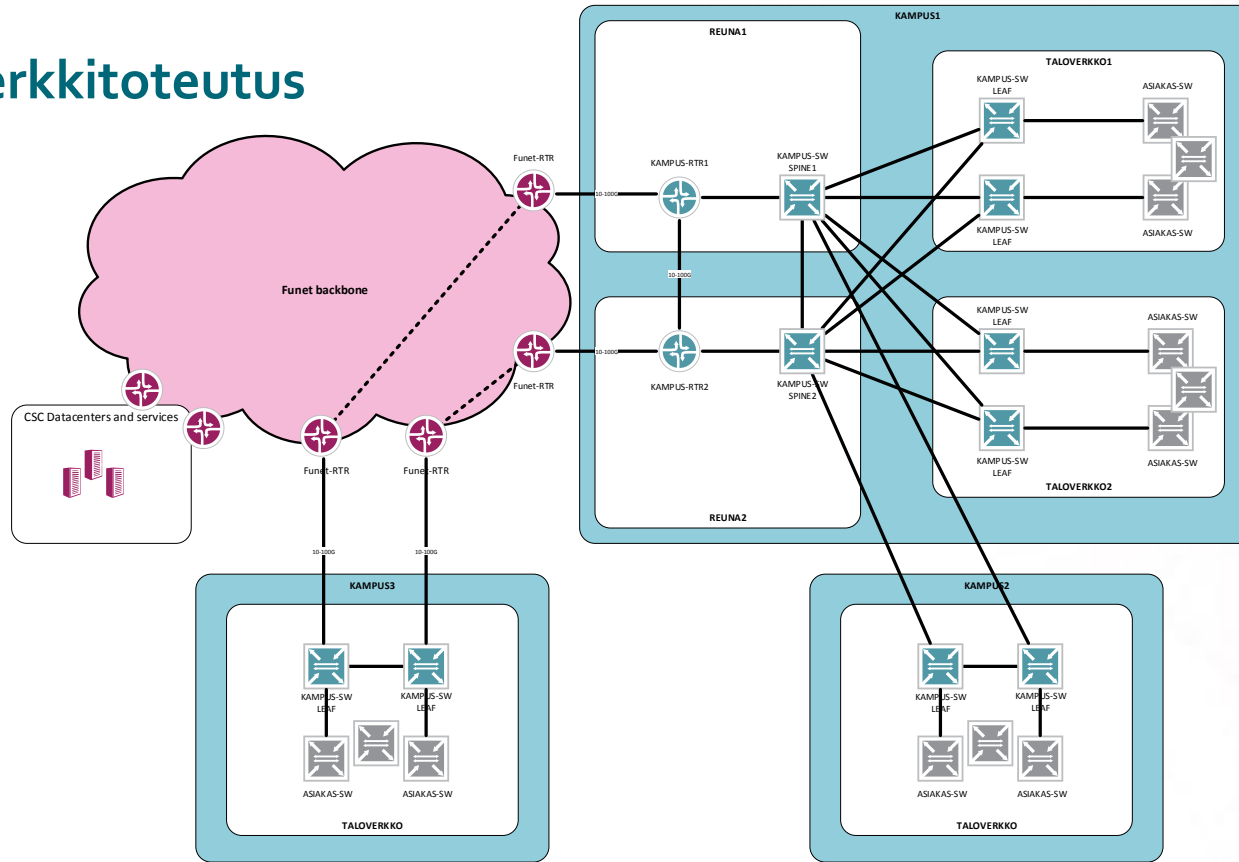 erkkitoteutus
KAMPUS1
REUNA1
TALOVERKKO1
KAMPUS-SW
LEAF
ASIAKAS-SW
Funet-RTR
KAMPUS-RTR1
KAMPUS-SW
SPINE1
10-100G
KAMPUS-SW
LEAF
ASIAKAS-SW
10-100G
Funet backbone
KAMPUS-SW
LEAF
ASIAKAS-SW
10-100G
Funet-RTR
KAMPUS-RTR2
KAMPUS-SW
SPINE2
CSC Datacenters and services
KAMPUS-SW
LEAF
ASIAKAS-SW
Funet-RTR
Funet-RTR
TALOVERKKO2
REUNA2
10-100G
10-100G
KAMPUS3
KAMPUS2
KAMPUS-SW
LEAF
KAMPUS-SW
LEAF
KAMPUS-SW
LEAF
KAMPUS-SW
LEAF
ASIAKAS-SW
ASIAKAS-SW
ASIAKAS-SW
ASIAKAS-SW
TALOVERKKO
TALOVERKKO